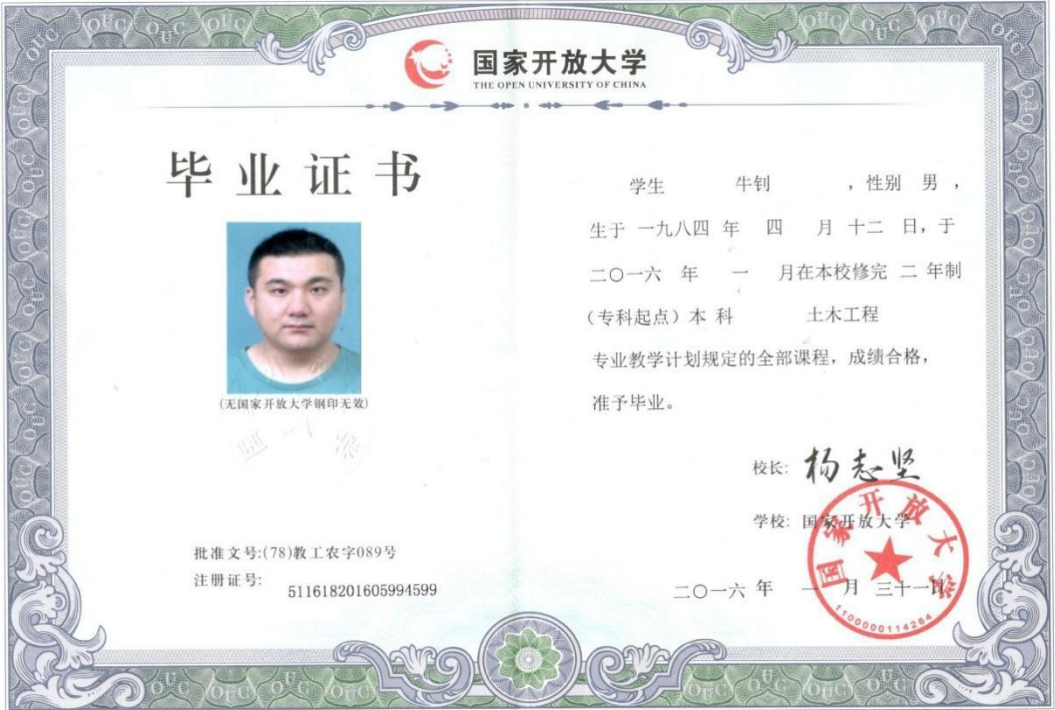 国家开放大学
THE OPEN UNIVERSITY OF CHINA
毕业证书
(无国家开放大学钢印无效)
批准文号:(78)教工农字089号
注册证号:
511618201605994599
学生 牛钊 ,性别 男 ,
生于 一九八四 年 四 月 十二 日,于
二〇一六 年 一 月在本校修完 二 年制
(专科起点)本 科 土木工程
专业教学计划规定的全部课程,成绩合格,
准予毕业。
校长: 杨志坚
学校: 国家开放大学
二〇一六 年 一 月 三十一日
国家开放大学
1100000114264